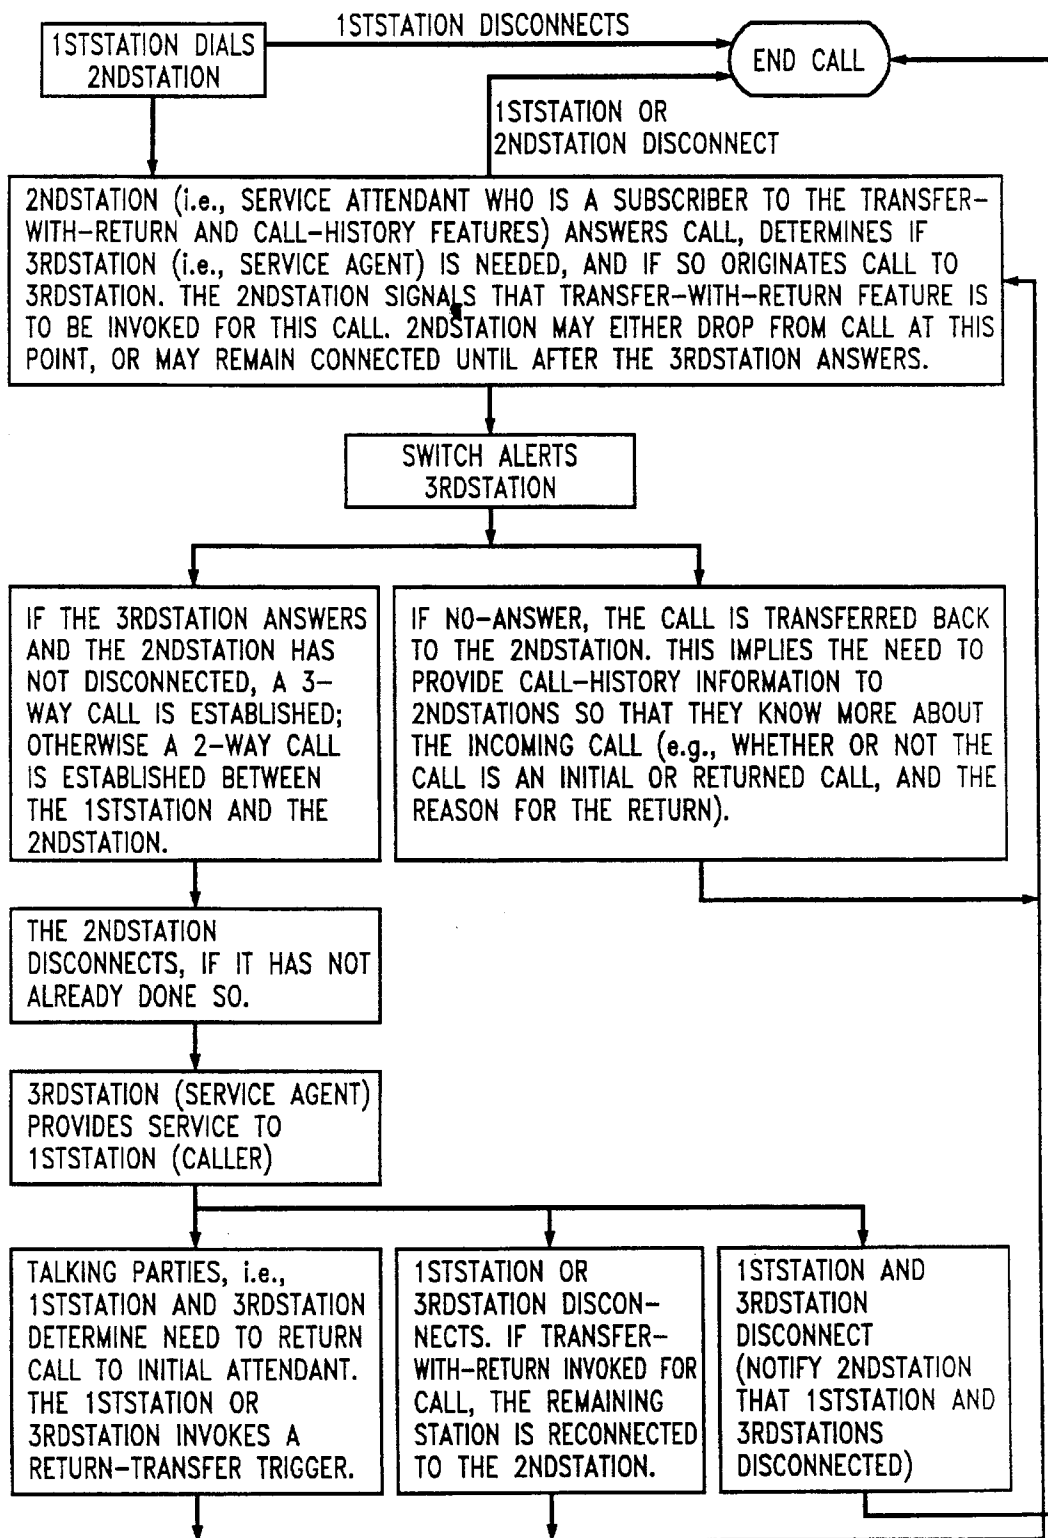 1STSTATION DIALS
2NDSTATION
1STSTATION DISCONNECTS
END CALL
1STSTATION OR
2NDSTATION DISCONNECT
2NDSTATION (i.e., SERVICE ATTENDANT WHO IS A SUBSCRIBER TO THE TRANSFER-
WITH-RETURN AND CALL-HISTORY FEATURES) ANSWERS CALL, DETERMINES IF
3RDSTATION (i.e., SERVICE AGENT) IS NEEDED, AND IF SO ORIGINATES CALL TO
3RDSTATION. THE 2NDSTATION SIGNALS THAT TRANSFER-WITH-RETURN FEATURE IS
TO BE INVOKED FOR THIS CALL. 2NDSTATION MAY EITHER DROP FROM CALL AT THIS
POINT, OR MAY REMAIN CONNECTED UNTIL AFTER THE 3RDSTATION ANSWERS.
SWITCH ALERTS
3RDSTATION
IF THE 3RDSTATION ANSWERS
AND THE 2NDSTATION HAS
NOT DISCONNECTED, A 3-
WAY CALL IS ESTABLISHED;
OTHERWISE A 2-WAY CALL
IS ESTABLISHED BETWEEN
THE 1STSTATION AND THE
2NDSTATION.
IF NO-ANSWER, THE CALL IS TRANSFERRED BACK
TO THE 2NDSTATION. THIS IMPLIES THE NEED TO
PROVIDE CALL-HISTORY INFORMATION TO
2NDSTATIONS SO THAT THEY KNOW MORE ABOUT
THE INCOMING CALL (e.g., WHETHER OR NOT THE
CALL IS AN INITIAL OR RETURNED CALL, AND THE
REASON FOR THE RETURN).
THE 2NDSTATION
DISCONNECTS, IF IT HAS NOT
ALREADY DONE SO.
3RDSTATION (SERVICE AGENT)
PROVIDES SERVICE TO
1STSTATION (CALLER)
TALKING PARTIES, i.e.,
1STSTATION AND 3RDSTATION
DETERMINE NEED TO RETURN
CALL TO INITIAL ATTENDANT.
THE 1STSTATION OR
3RDSTATION INVOKES A
RETURN-TRANSFER TRIGGER.
1STSTATION OR
3RDSTATION DISCON-
NECTS. IF TRANSFER-
WITH-RETURN INVOKED FOR
CALL, THE REMAINING
STATION IS RECONNECTED
TO THE 2NDSTATION.
1STSTATION AND
3RDSTATION
DISCONNECT
(NOTIFY 2NDSTATION
THAT 1STSTATION AND
3RDSTATIONS
DISCONNECTED)